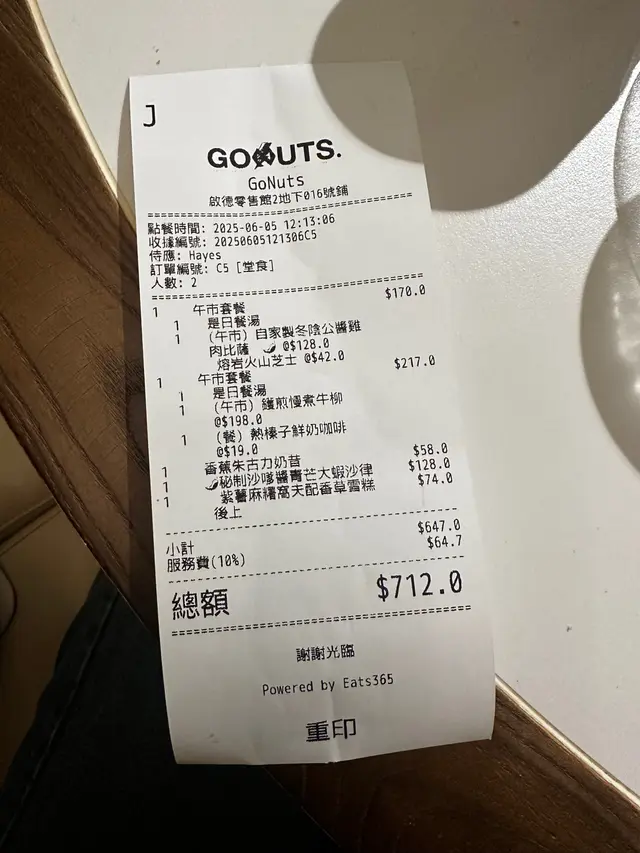 J
GONUTS.
GoNuts
啟德零售館2地下016號鋪
點餐時間: 2025-06-05 12:13:06
收據編號: 20250605121306C5
侍應: Hayes
訂單編號: C5 [堂食]
人數: 2
1 午市套餐 $170.0
1 是日餐湯
1 (午市) 自家製冬陰公醬雞
肉比薩 🌶 @$128.0
熔岩火山芝士 @$42.0
1 午市套餐 $217.0
1 是日餐湯
1 (午市) 鑊煎慢煮牛柳
@$198.0
1 (餐) 熱榛子鮮奶咖啡
@$19.0
1 香蕉朱古力奶昔 $58.0
1 🌶秘制沙嗲醬青芒大蝦沙律 $128.0
1 紫薯麻糬窩夫配香草雪糕 $74.0
後上
小計 $647.0
服務費(10%) $64.7
總額 $712.0
謝謝光臨
Powered by Eats365
重印